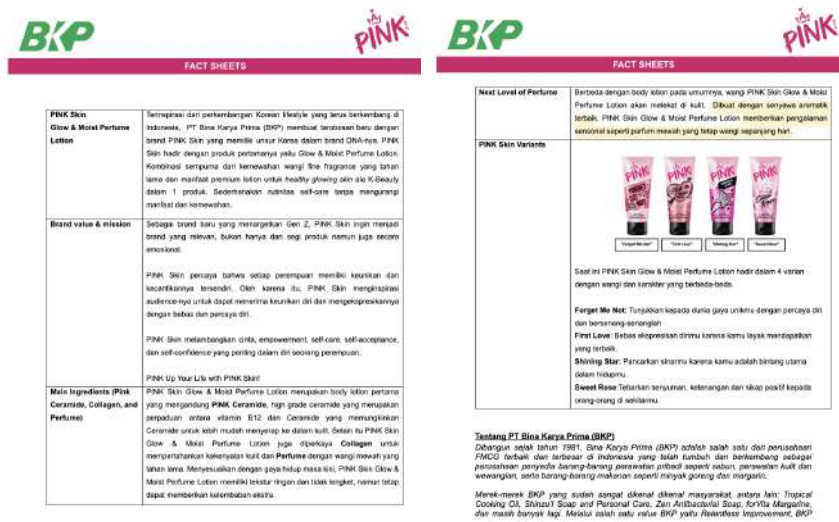 BKP
PINK
FACT SHEETS
PINK Skin
Glow & Moist Perfume
Lotion
Terinspirasi dari perkembangan Korean lifestyle yang terus berkembang di
Indonesia, PT Bina Karya Prima (BKP) membuat terobosan baru dengan
brand PINK Skin yang memiliki unsur Korea dalam brand DNA-nya. PINK
Skin hadir dengan produk pertamanya yaitu Glow & Moist Perfume Lotion.
Kombinasi sempurna dari kemewahan wangi fine fragrance yang tahan
lama dan manfaat premium lotion untuk healthy glowing skin ala K-Beauty
dalam 1 produk. Sederhanakan rutinitas self-care tanpa mengurangi
manfaat dan kemewahan.
Brand value & mission
Sebagai brand baru yang menargetkan Gen Z, PINK Skin ingin menjadi
brand yang relevan, bukan hanya dari segi produk namun juga secara
emosional.
PINK Skin percaya bahwa setiap perempuan memiliki keunikan dan
kecantikannya tersendiri. Oleh karena itu, PINK Skin menginspirasi
audience-nya untuk dapat menerima keunikan diri dan mengekspresikannya
dengan bebas dan percaya diri.
PINK Skin melambangkan cinta, empowerment, self-care, self-acceptance,
dan self-confidence yang penting dalam diri seorang perempuan.
PINK Up Your Life with PINK Skin!
Main Ingredients (Pink
Ceramide, Collagen, and
Perfume)
PINK Skin Glow & Moist Perfume Lotion merupakan body lotion pertama
yang mengandung PINK Ceramide, high grade ceramide yang merupakan
perpaduan antara vitamin B12 dan Ceramide yang memungkinkan
Ceramide untuk lebih mudah menyerap ke dalam kulit. Selain itu PINK Skin
Glow & Moist Perfume Lotion juga diperkaya Collagen untuk
mempertahankan kekenyalan kulit dan Perfume dengan wangi mewah yang
tahan lama. Menyesuaikan dengan gaya hidup masa kini, PINK Skin Glow &
Moist Perfume Lotion memiliki tekstur ringan dan tidak lengket, namun tetap
dapat memberikan kelembaban ekstra.
BKP
PINK
FACT SHEETS
Next Level of Perfume
Berbeda dengan body lotion pada umumnya, wangi PINK Skin Glow & Moist
Perfume Lotion akan melekat di kulit. Dibuat dengan senyawa aromatik
terbaik, PINK Skin Glow & Moist Perfume Lotion memberikan pengalaman
sensorial seperti parfum mewah yang tetap wangi sepanjang hari.
PINK Skin Variants
PINK PINK PINK PINK
"Forget Me Not" "First Love" "Shining Star" "Sweet Rose"
Saat ini PINK Skin Glow & Moist Perfume Lotion hadir dalam 4 varian
dengan wangi dan karakter yang berbeda-beda.
Forget Me Not: Tunjukkan kepada dunia gaya unikmu dengan percaya diri
dan bersenang-senanglah
First Love: Bebas ekspresikan dirimu karena kamu layak mendapatkan
yang terbaik.
Shining Star: Pancarkan sinarmu karena kamu adalah bintang utama
dalam hidupmu.
Sweet Rose Tebarkan senyuman, ketenangan dan sikap positif kepada
orang-orang di sekitarmu.
Tentang PT Bina Karya Prima (BKP)
Dibangun sejak tahun 1981, Bina Karya Prima (BKP) adalah salah satu dari perusahaan
FMCG terbaik dan terbesar di Indonesia yang telah tumbuh dan berkembang sebagai
perusahaan penyedia barang-barang perawatan pribadi seperti sabun, perawatan kulit dan
wewangian, serta barang-barang makanan seperti minyak goreng dan margarin.
Merek-merek BKP yang sudah sangat dikenal dikenal masyarakat, antara lain: Tropical
Cooking Oil, Shinzu'i Soap and Personal Care, Zen Antibacterial Soap, forVita Margarine,
dan masih banyak lagi. Melalui salah satu value BKP yaitu Relentless Improvement, BKP